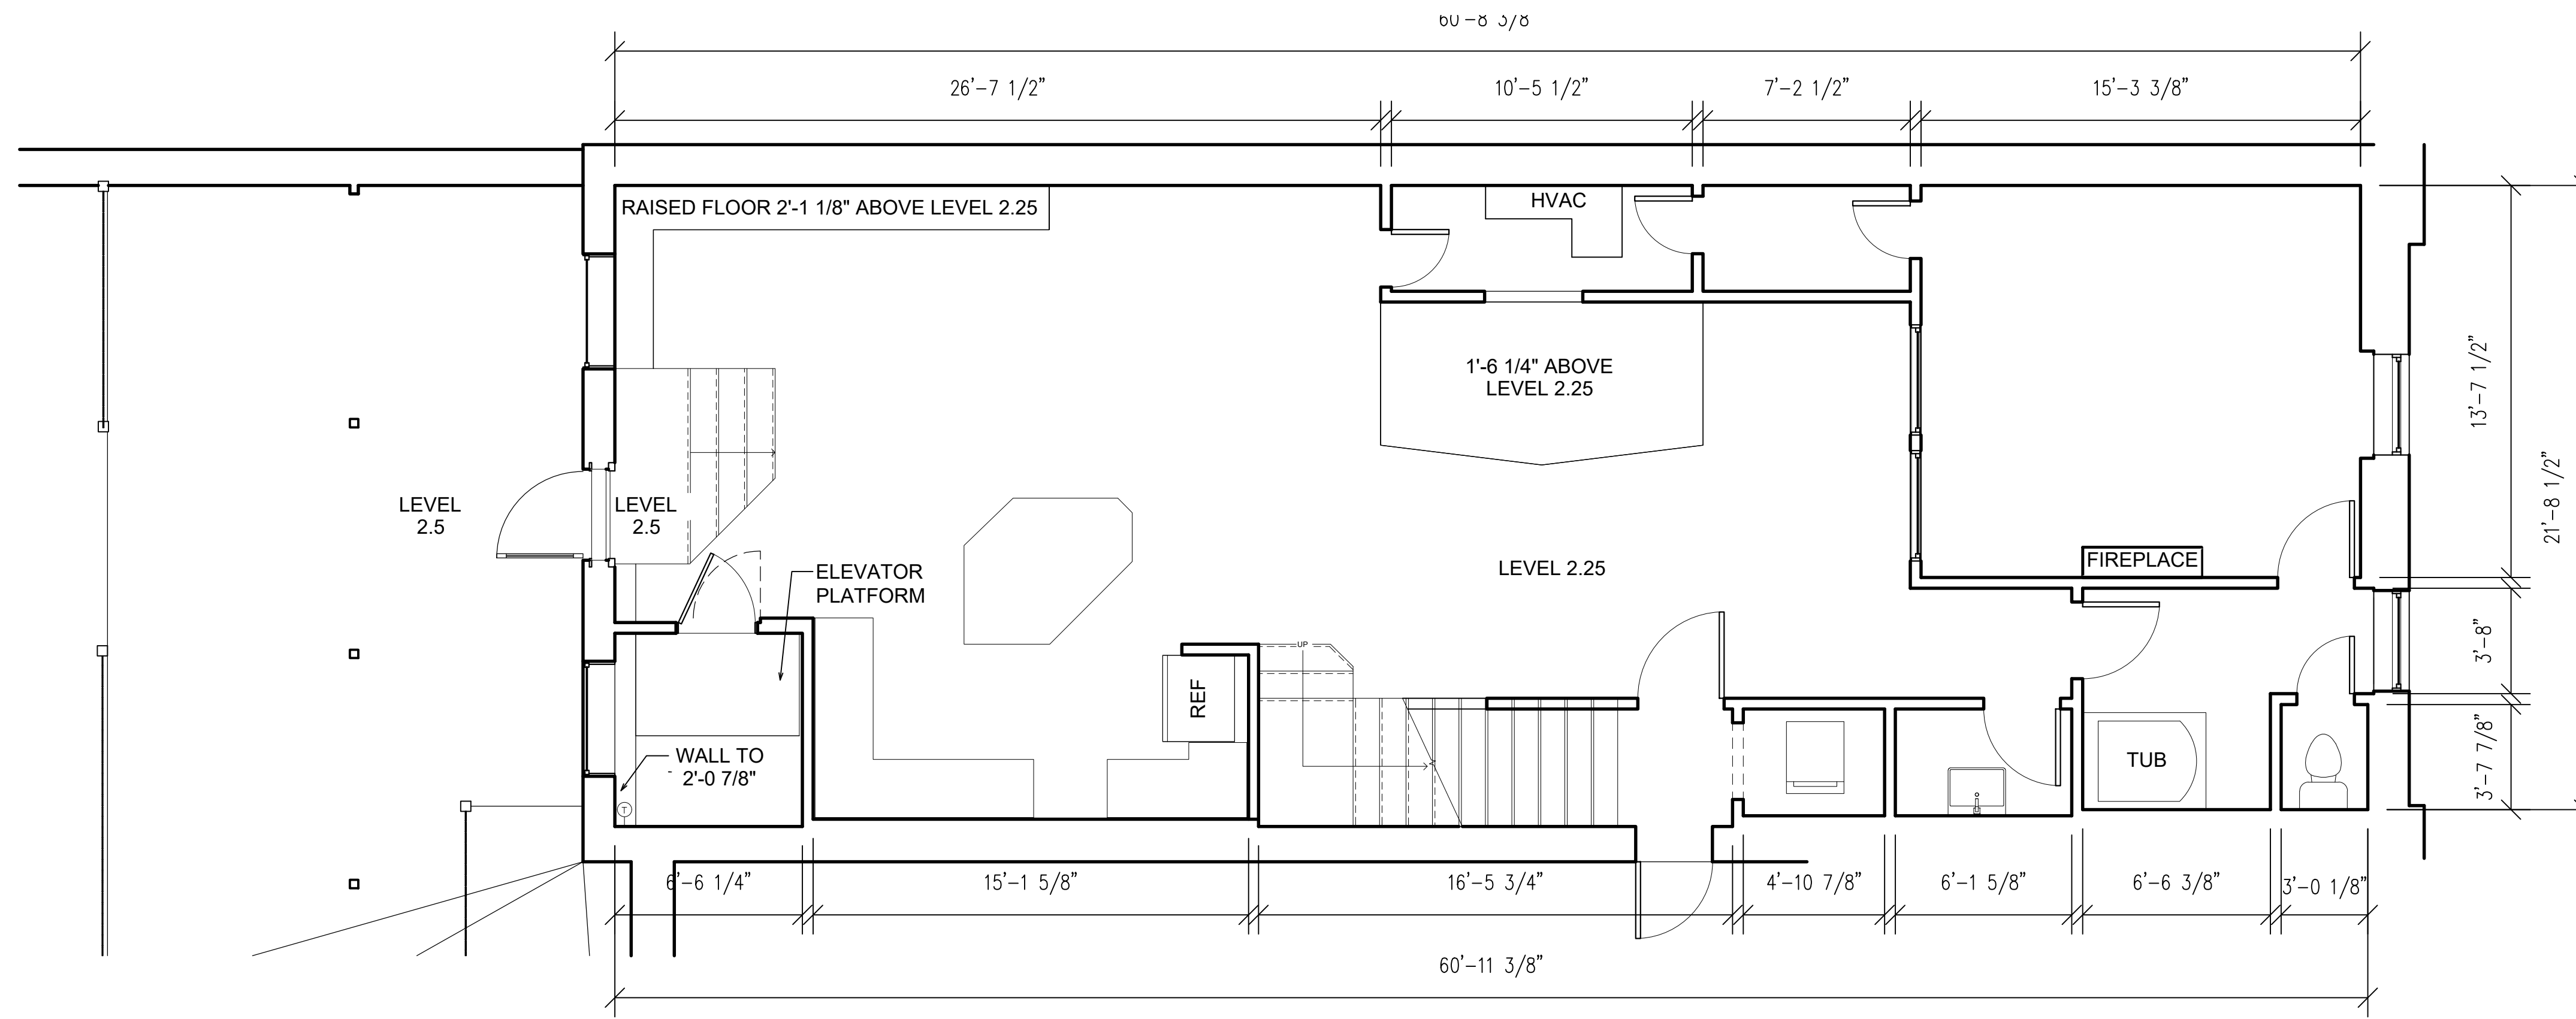 60'-8 3/8"
26'-7 1/2"
10'-5 1/2"
7'-2 1/2"
15'-3 3/8"
RAISED FLOOR 2'-1 1/8" ABOVE LEVEL 2.25
HVAC
1'-6 1/4" ABOVE
LEVEL 2.25
13'-7 1/2"
LEVEL
2.5
LEVEL
2.5
21'-8 1/2"
ELEVATOR
PLATFORM
LEVEL 2.25
FIREPLACE
UP
3'-8"
REF
WALL TO
2'-0 7/8"
T
TUB
3'-7 7/8"
6'-6 1/4"
15'-1 5/8"
16'-5 3/4"
4'-10 7/8"
6'-1 5/8"
6'-6 3/8"
3'-0 1/8"
60'-11 3/8"